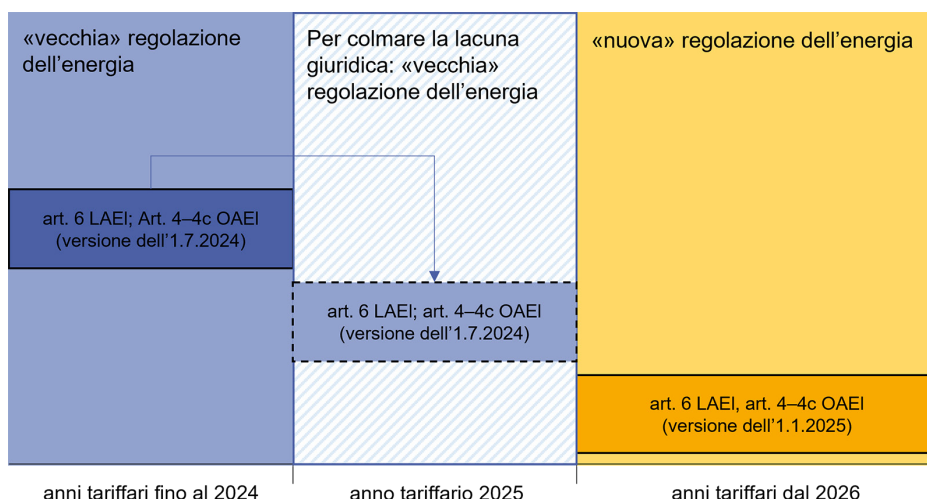 «vecchia» regolazione
dell'energia
Per colmare la lacuna
giuridica: «vecchia»
regolazione dell'energia
«nuova» regolazione dell'energia
art. 6 LAEl; Art. 4–4c OAEl
(versione dell'1.7.2024)
art. 6 LAEl; art. 4–4c OAEl
(versione dell'1.7.2024)
art. 6 LAEl, art. 4–4c OAEl
(versione dell'1.1.2025)
anni tariffari fino al 2024
anno tariffario 2025
anni tariffari dal 2026